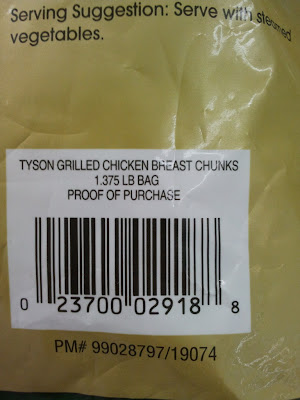 Serving Suggestion: Serve with steamed
vegetables.
TYSON GRILLED CHICKEN BREAST CHUNKS
1.375 LB BAG
PROOF OF PURCHASE
0 23700 02918 8
PM# 99028797/19074